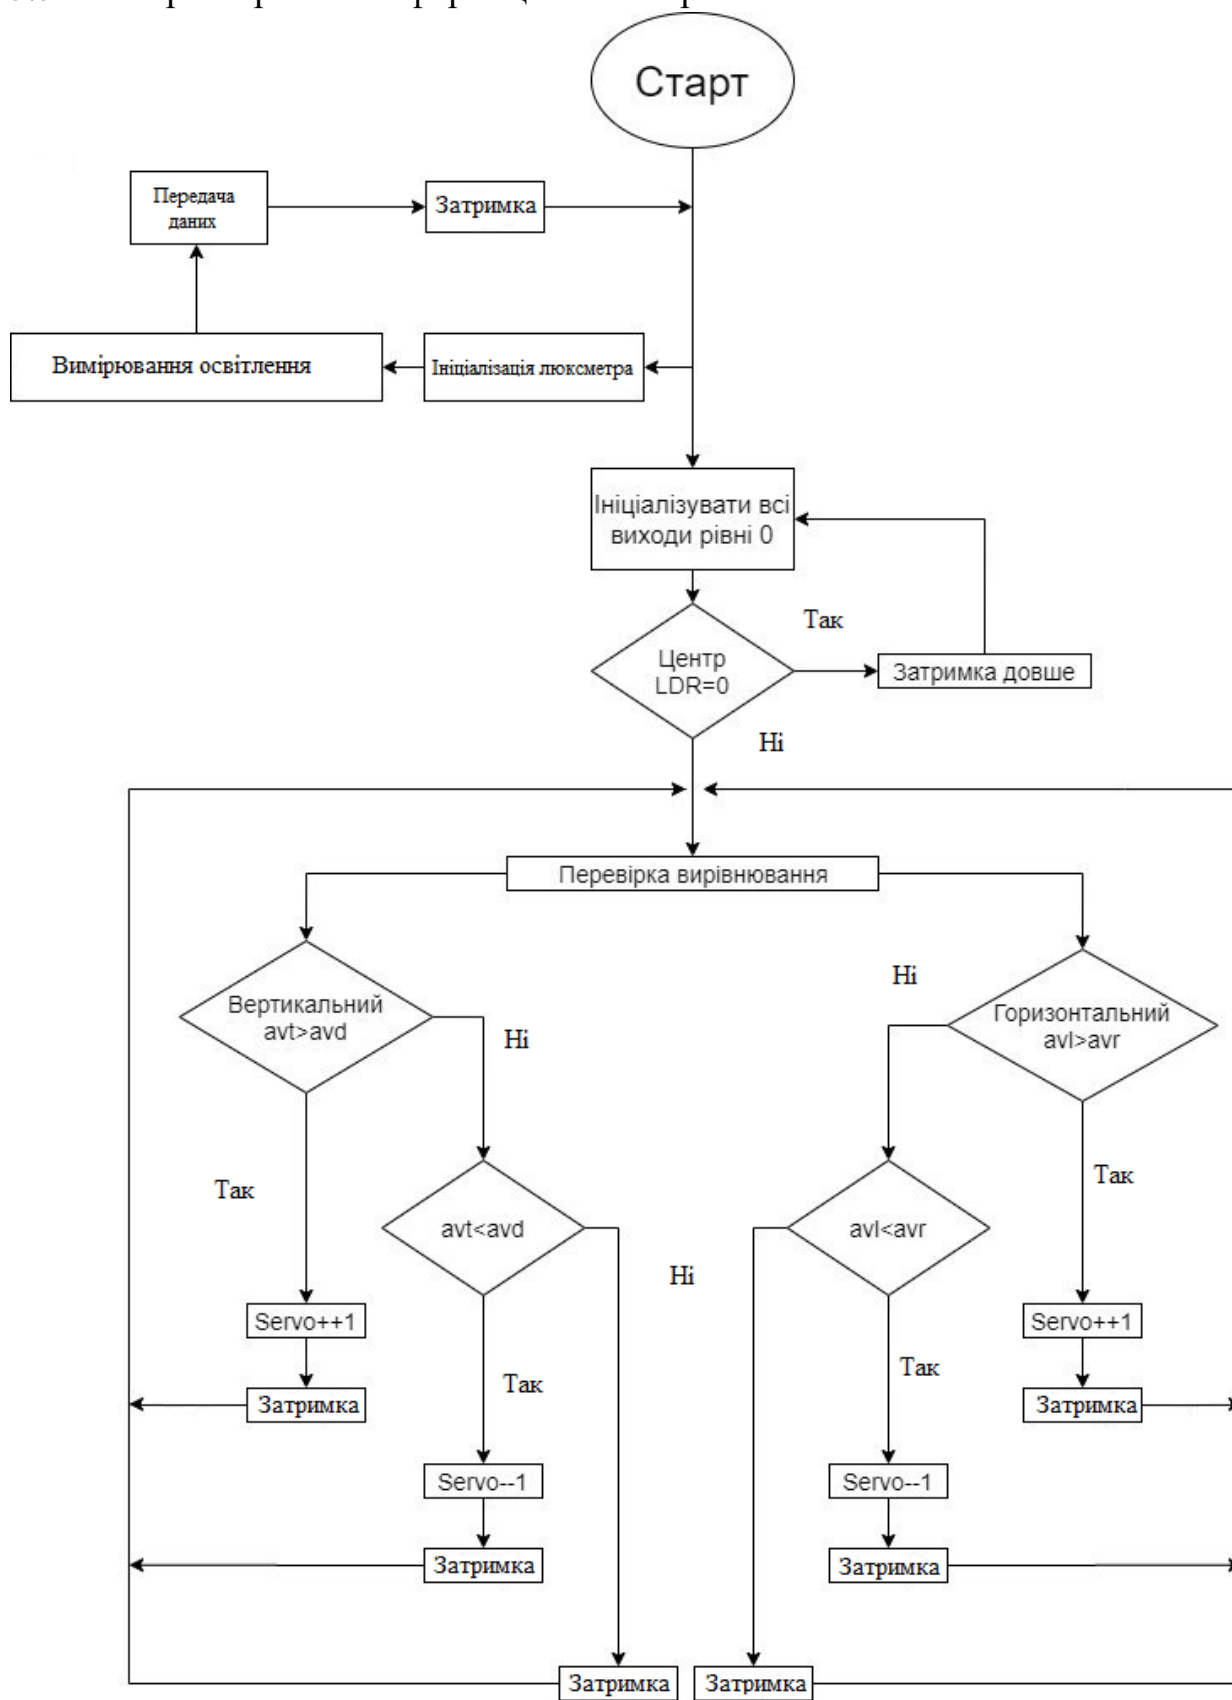 Старт
Передача
даних
Затримка
Вимірювання освітлення
Ініціалізація люксметра
Ініціалізувати всі
виходи рівні 0
Так
Центр
LDR=0
Затримка довше
Ні
Перевірка вирівнювання
Вертикальний
avt>avd
Ні
Ні
Горизонтальний
avl>avr
Так
Так
avt<avd
Ні
avl<avr
Servo++1
Servo++1
Так
Так
Затримка
Затримка
Servo--1
Servo--1
Затримка
Затримка
Затримка
Затримка